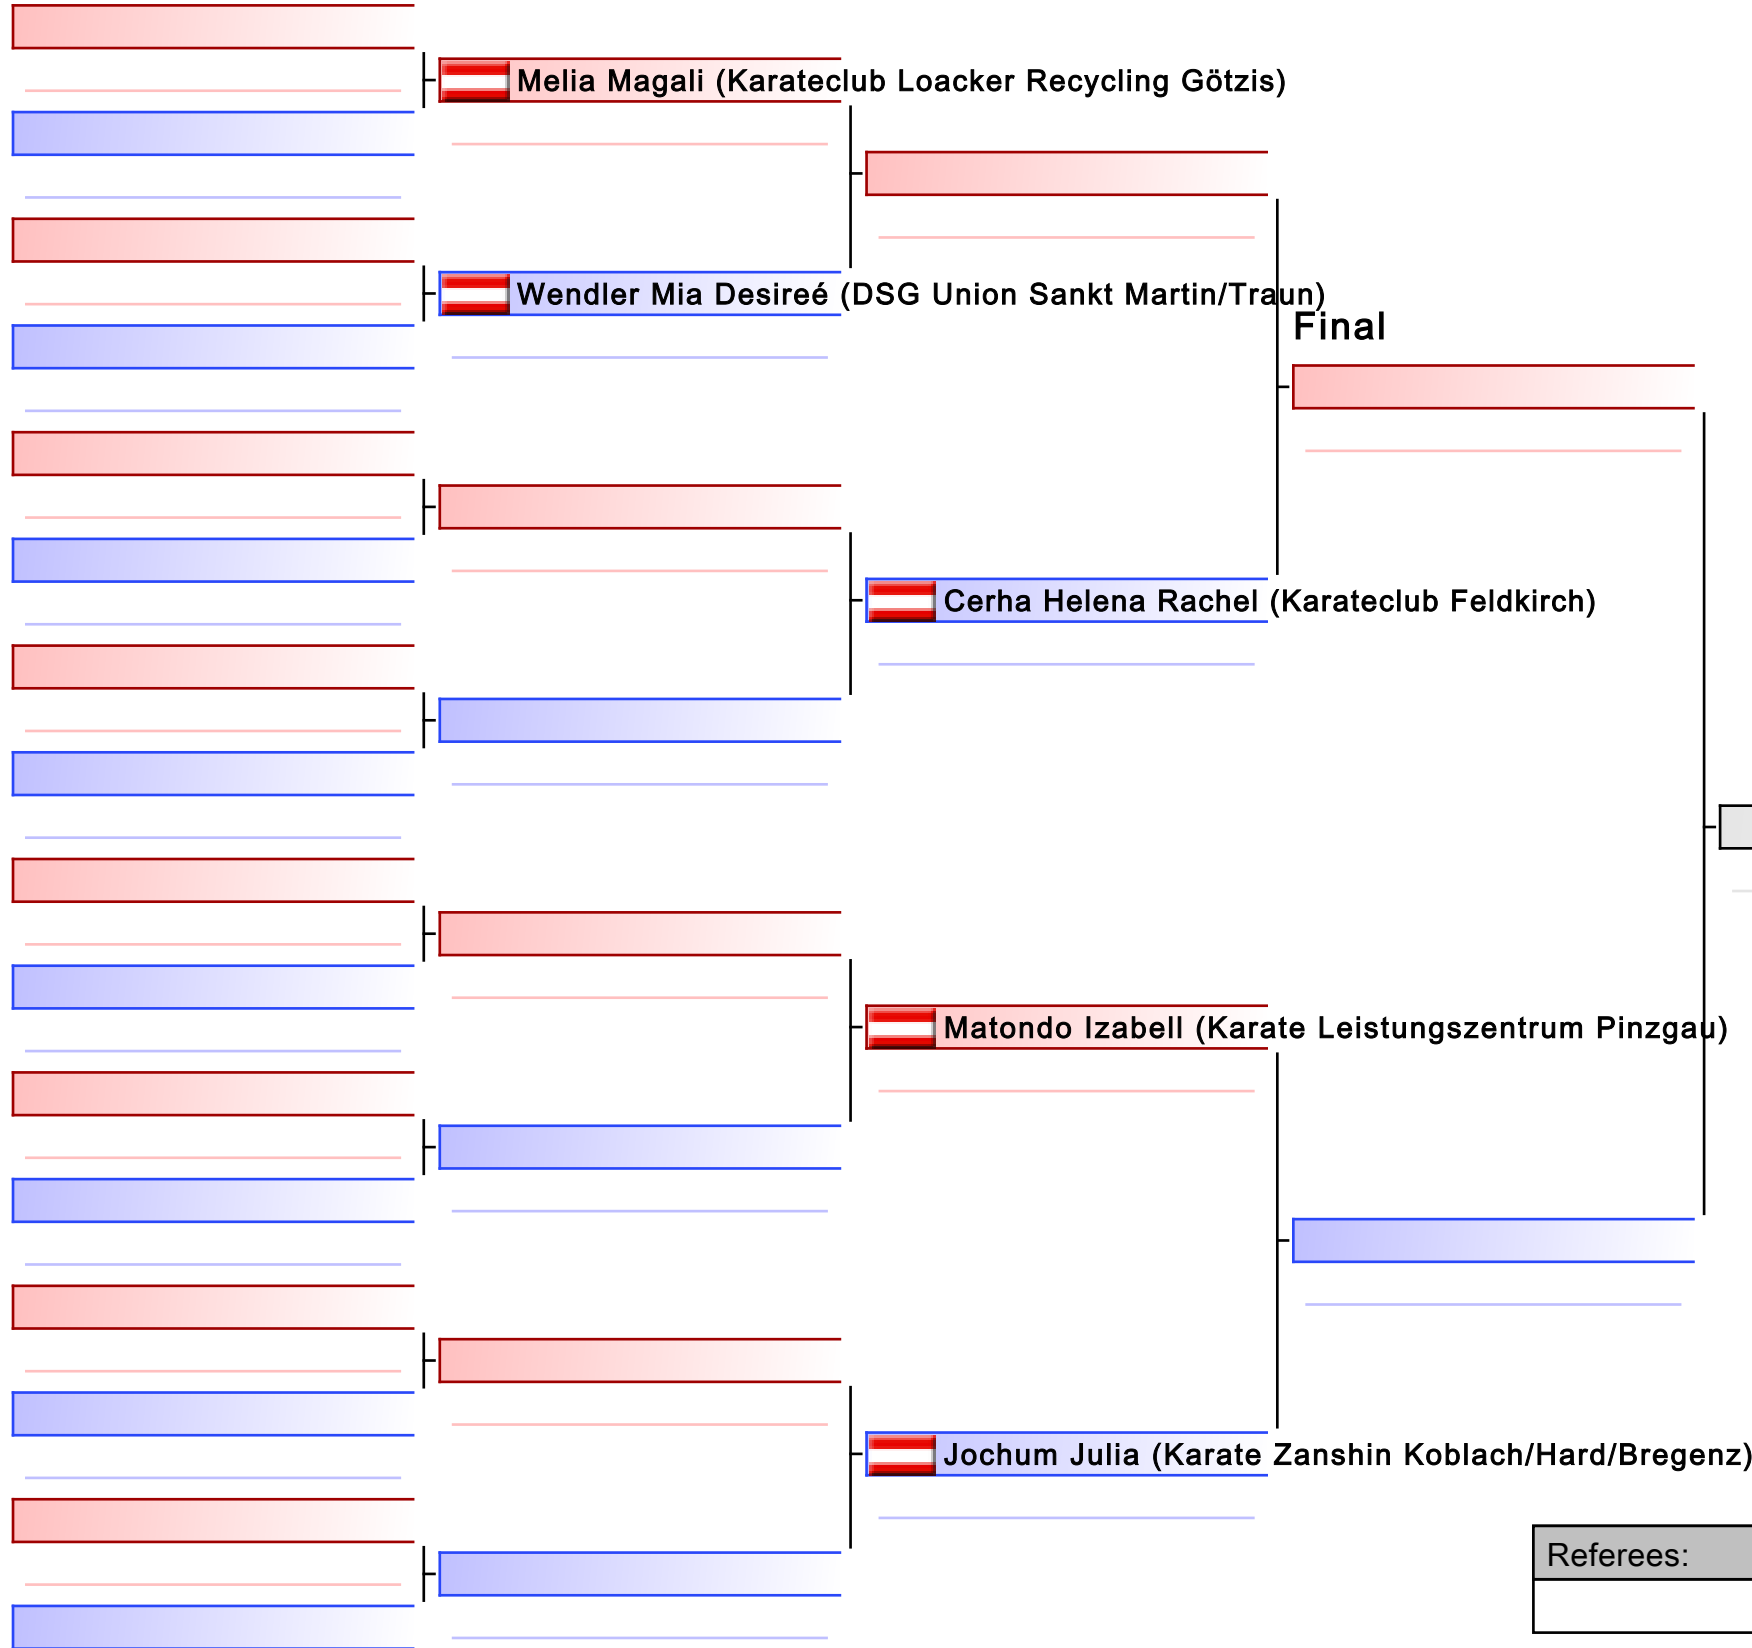 Melia Magali (Karateclub Loacker Recycling Götzis)
Wendler Mia Desireé (DSG Union Sankt Martin/Traun)
Final
Cerha Helena Rachel (Karateclub Feldkirch)
Matondo Izabell (Karate Leistungszentrum Pinzgau)
Jochum Julia (Karate Zanshin Koblach/Hard/Bregenz)
Referees: